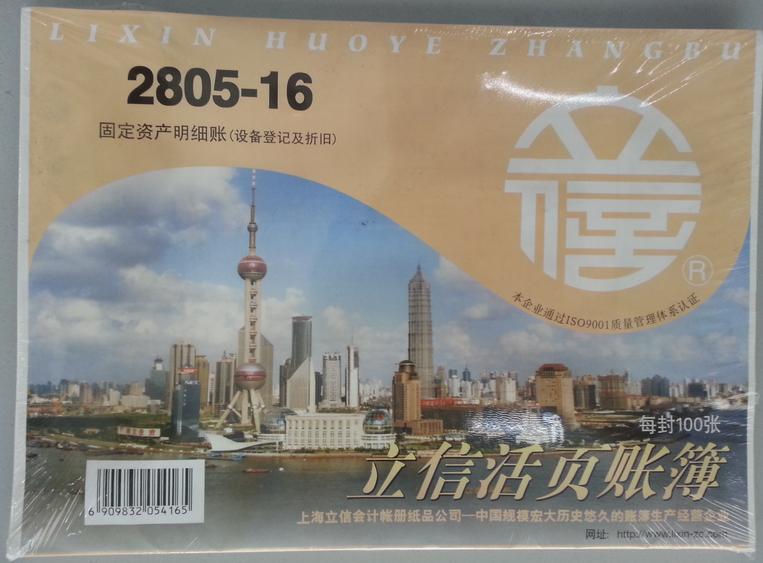 LIXIN HUOYE ZHANGBU
2805-16
固定资产明细账(设备登记及折旧)
立信
®
本企业通过ISO9001质量管理体系认证
每封100张
立信活页账簿
上海立信会计帐册纸品公司—中国规模宏大历史悠久的账簿生产经营企业
网址: http://www.lixin-zc.com
6 909832 054165